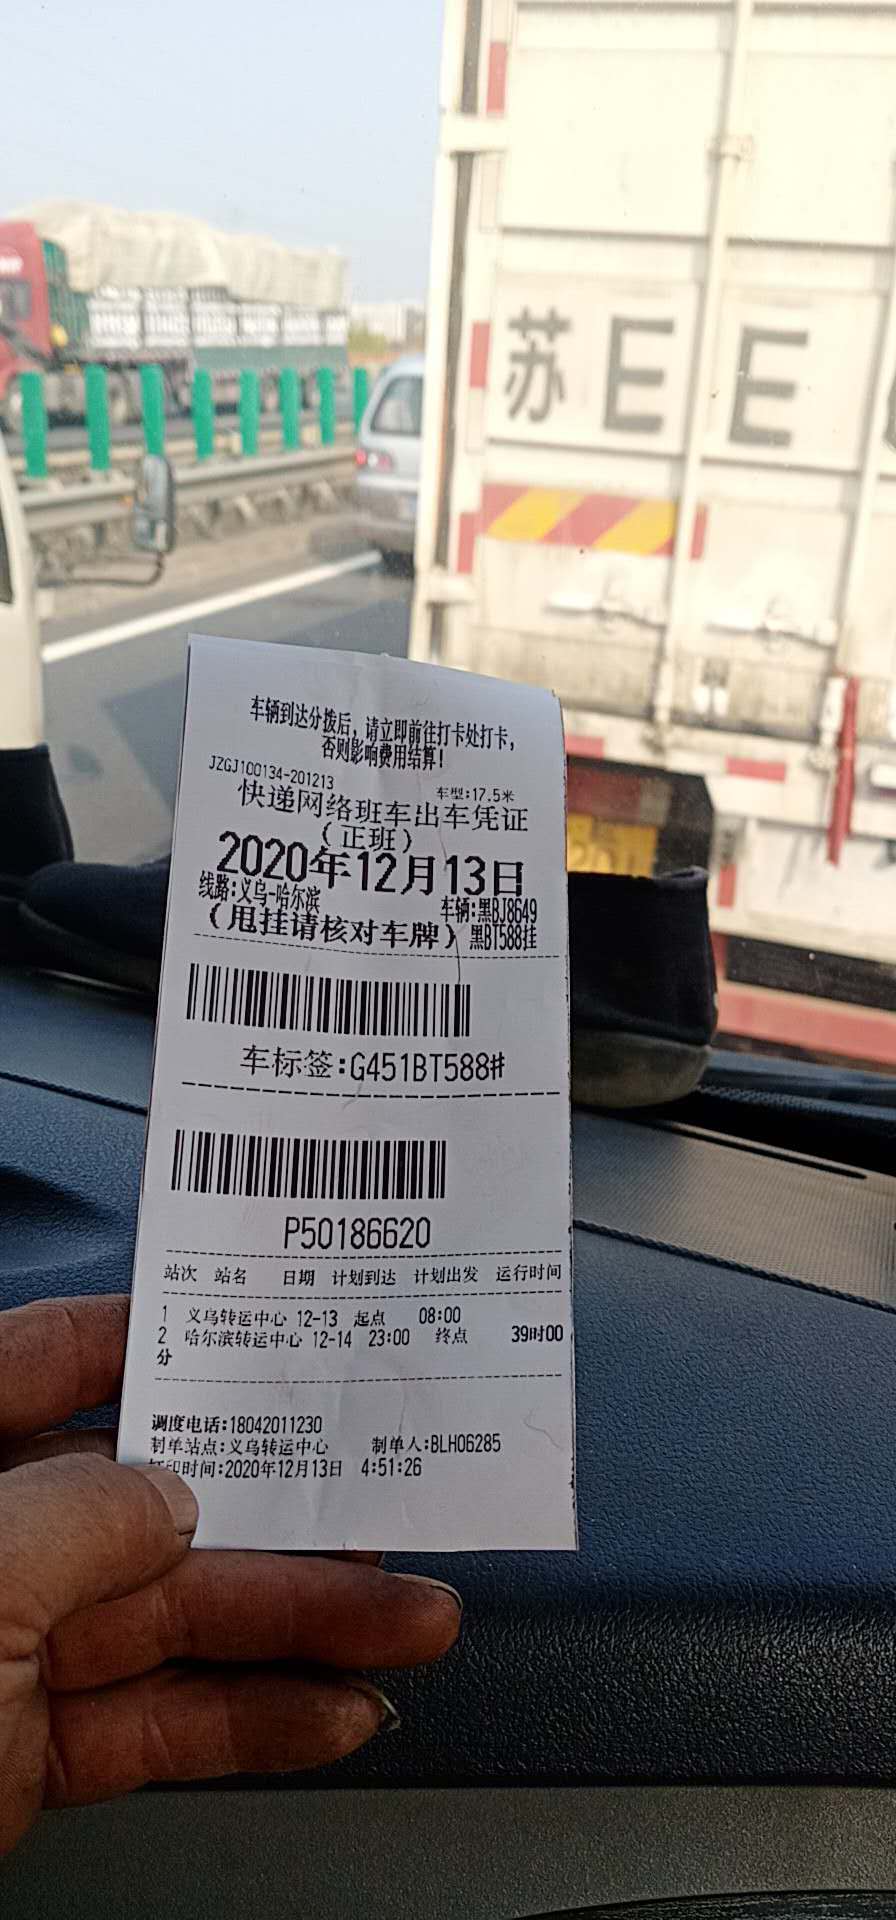 苏EE
车辆到达分拨后，请立即前往打卡处打卡，
否则影响费用结算！
JZGJ100134-201213
车型:17.5米
快递网络班车出车凭证
（正班）
2020年12月13日
线路:义乌-哈尔滨 车辆:黑BJ8649
（甩挂请核对车牌） 黑BT588挂
车标签:G451BT588#
P50186620
站次 站名 日期 计划到达 计划出发 运行时间
1 义乌转运中心 12-13 起点 08:00
2 哈尔滨转运中心 12-14 23:00 终点 39时00
分
调度电话:18042011230
制单站点:义乌转运中心 制单人:BLH06285
打印时间:2020年12月13日 4:51:26